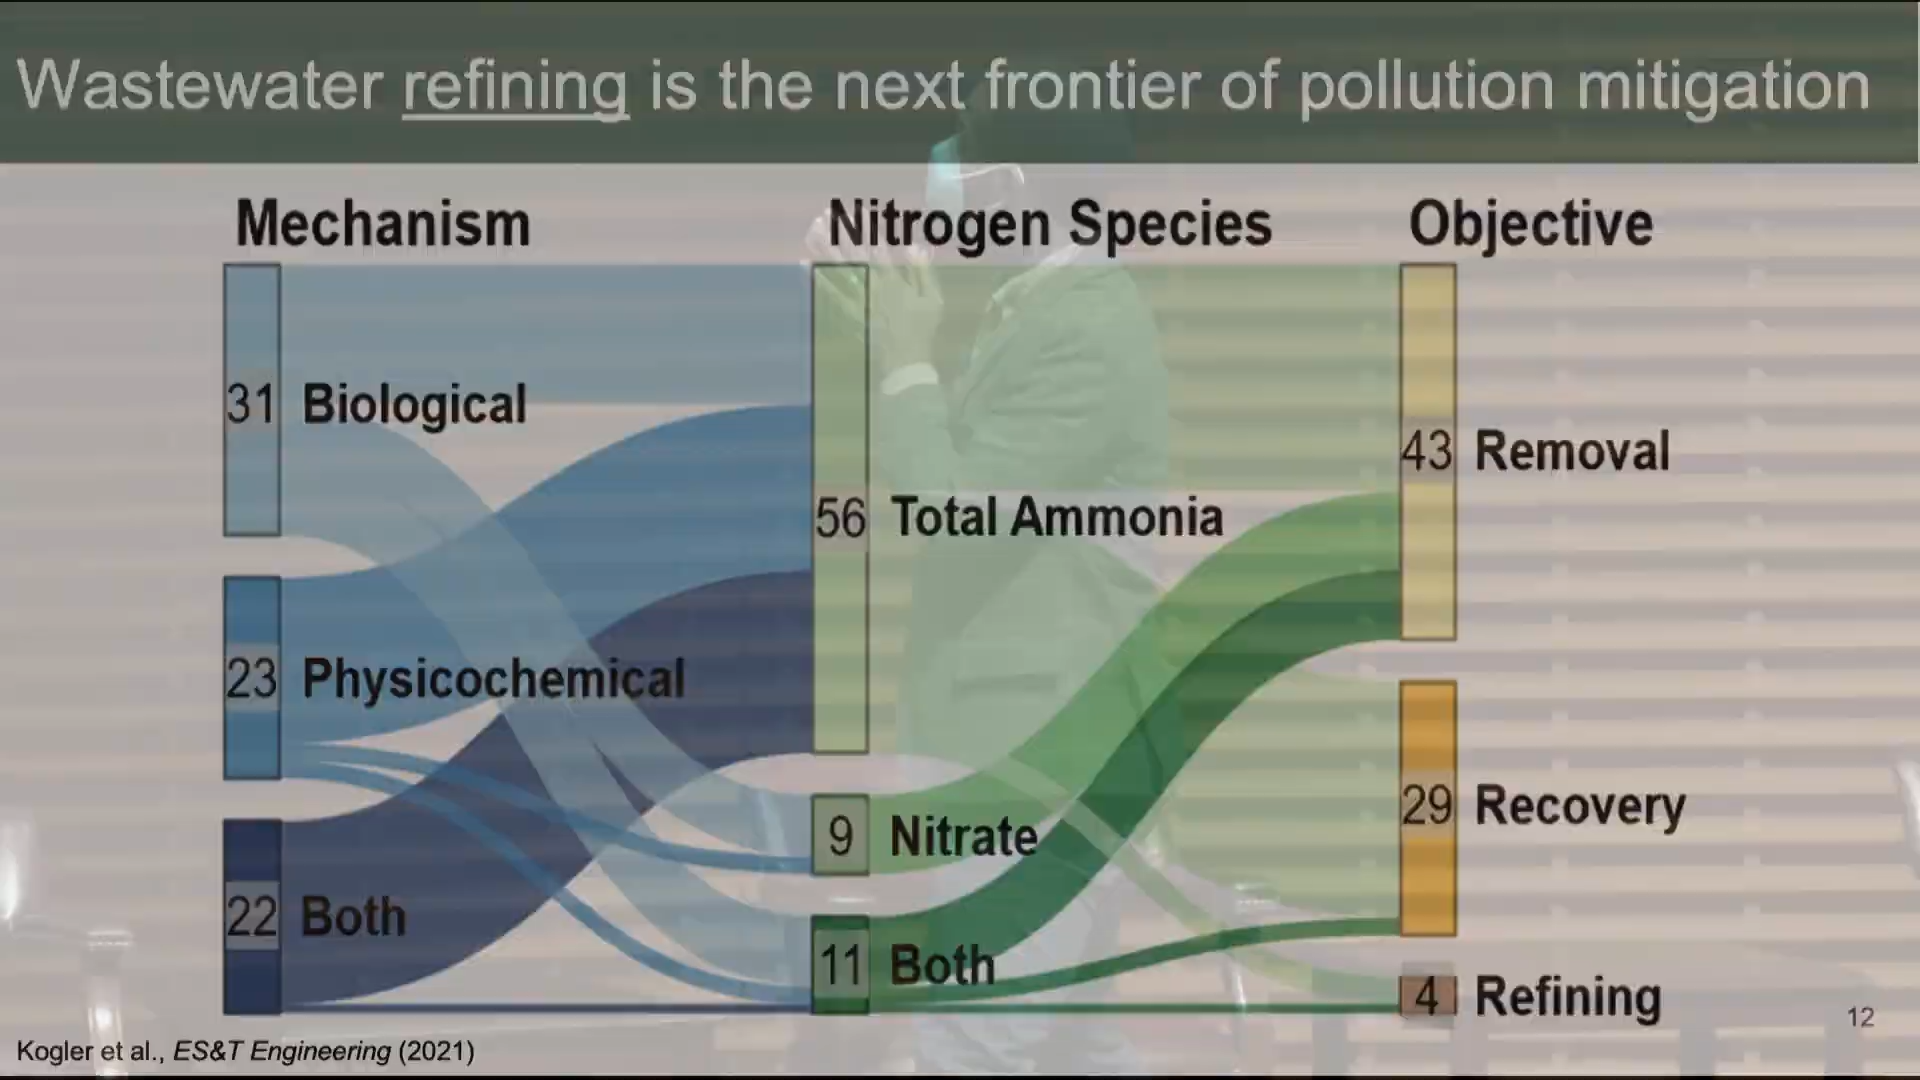 Wastewater refining is the next frontier of pollution mitigation
Mechanism
Nitrogen Species
Objective
31 Biological
23 Physicochemical
22 Both
56 Total Ammonia
9 Nitrate
11 Both
43 Removal
29 Recovery
4 Refining
12
Kogler et al., ES&T Engineering (2021)